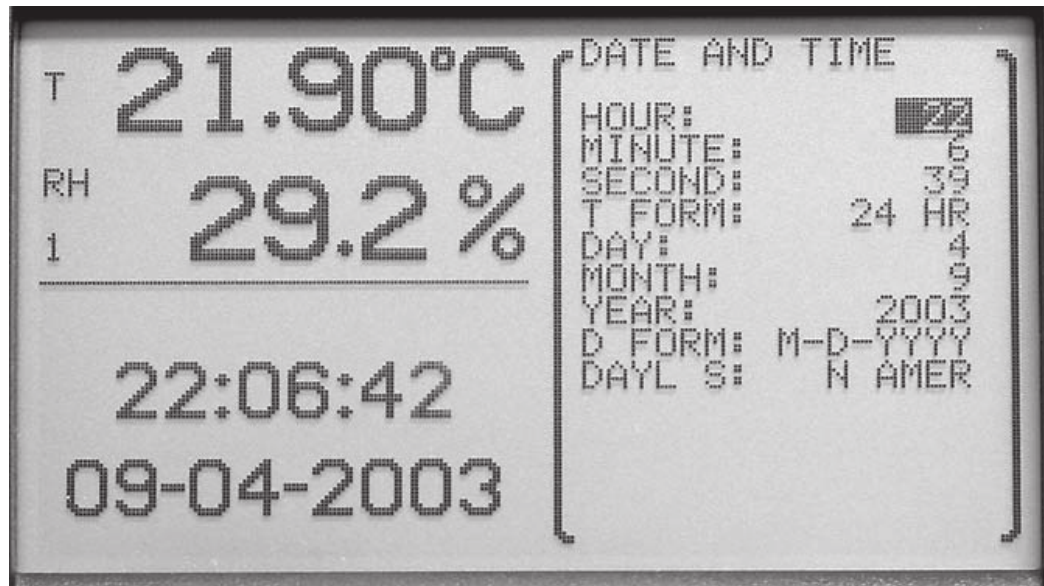 T 21.90°C
RH 29.2 %
1
22:06:42
09-04-2003
DATE AND TIME
HOUR: 22
MINUTE: 6
SECOND: 39
T FORM: 24 HR
DAY: 4
MONTH: 9
YEAR: 2003
D FORM: M-D-YYYY
DAYL S: N AMER